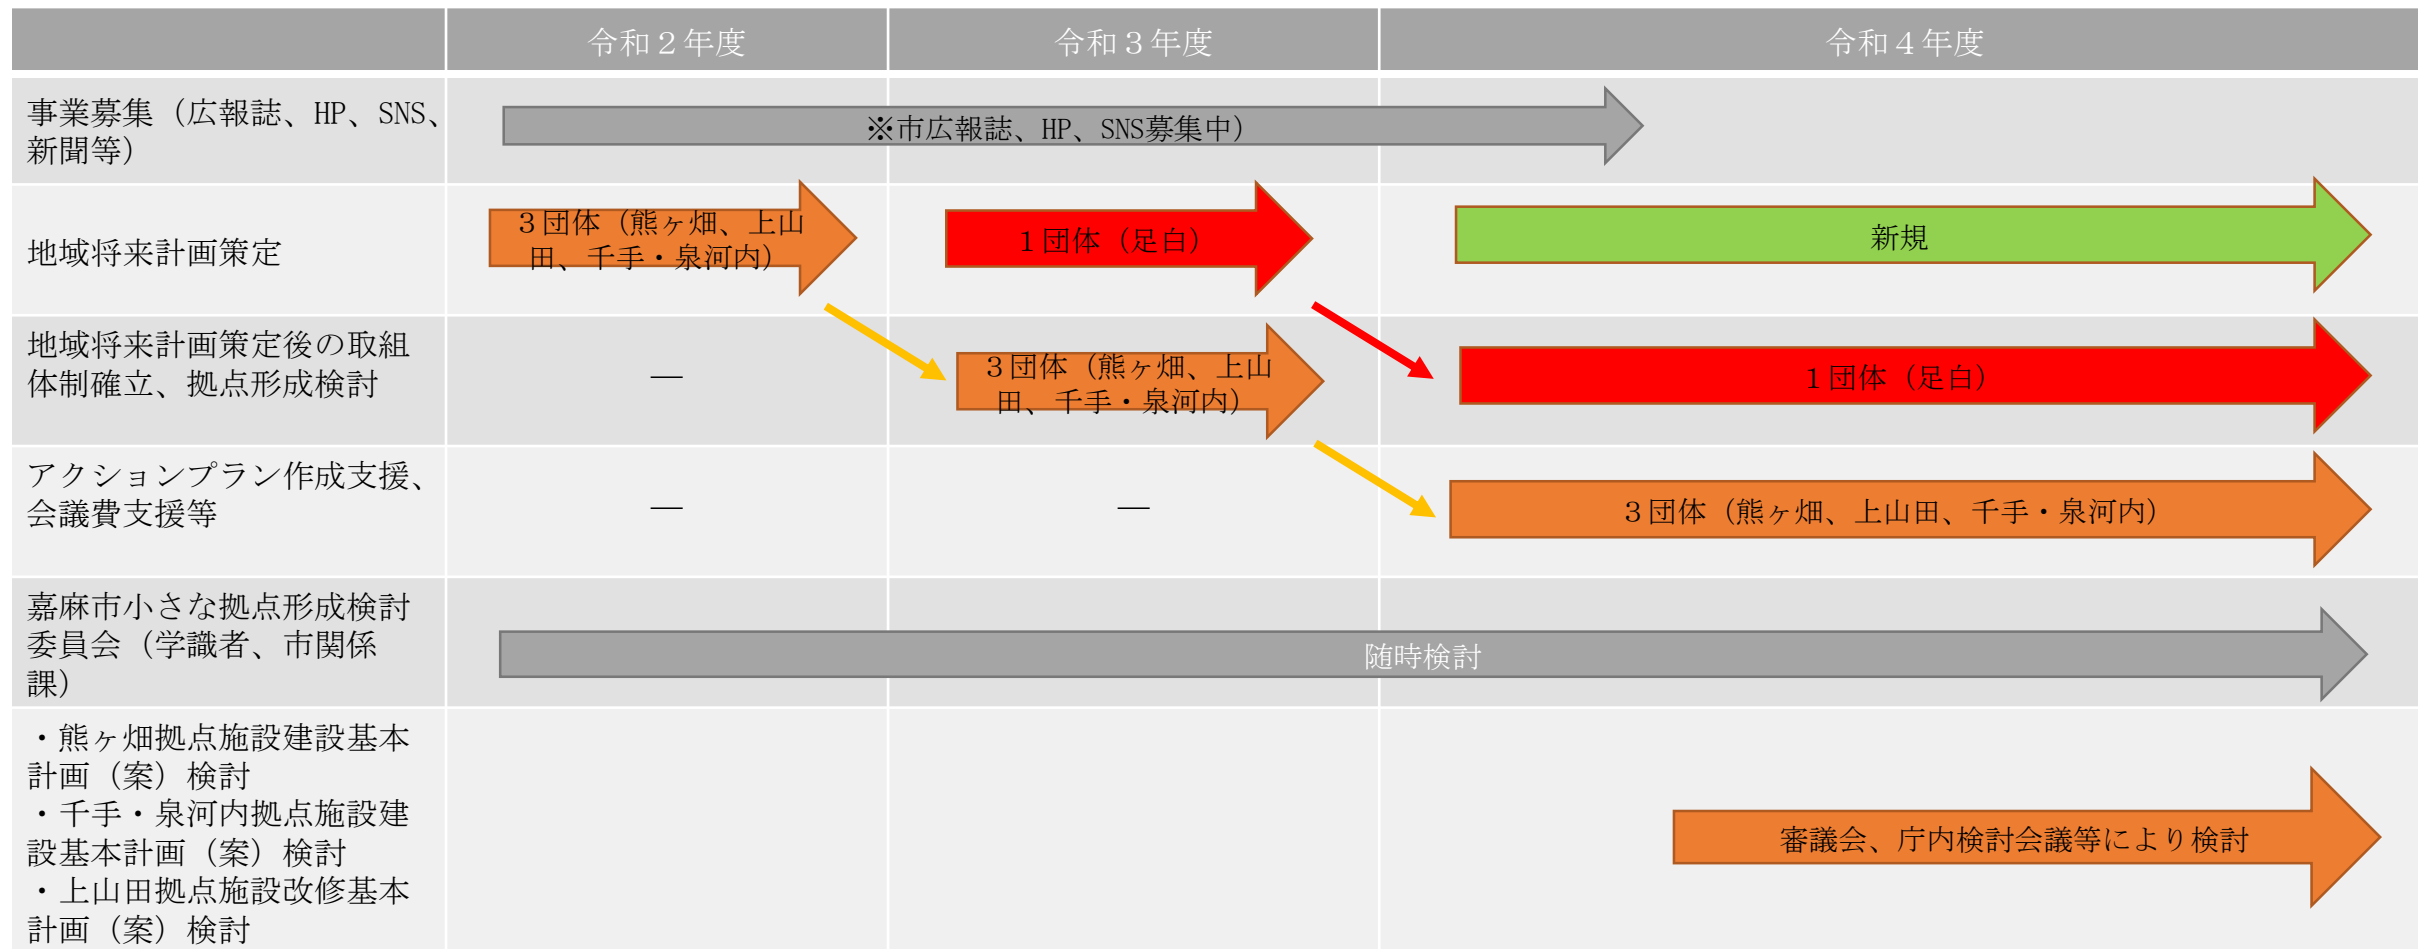 令和２年度
令和３年度
令和４年度
事業募集（広報誌、HP、SNS、
新聞等）
※市広報誌、HP、SNS募集中）
地域将来計画策定
３団体（熊ヶ畑、上山
田、千手・泉河内）
１団体（足白）
新規
地域将来計画策定後の取組
体制確立、拠点形成検討
―
３団体（熊ヶ畑、上山
田、千手・泉河内）
１団体（足白）
アクションプラン作成支援、
会議費支援等
―
―
３団体（熊ヶ畑、上山田、千手・泉河内）
嘉麻市小さな拠点形成検討
委員会（学識者、市関係
課）
随時検討
・熊ヶ畑拠点施設建設基本
計画（案）検討
・千手・泉河内拠点施設建
設基本計画（案）検討
・上山田拠点施設改修基本
計画（案）検討
審議会、庁内検討会議等により検討